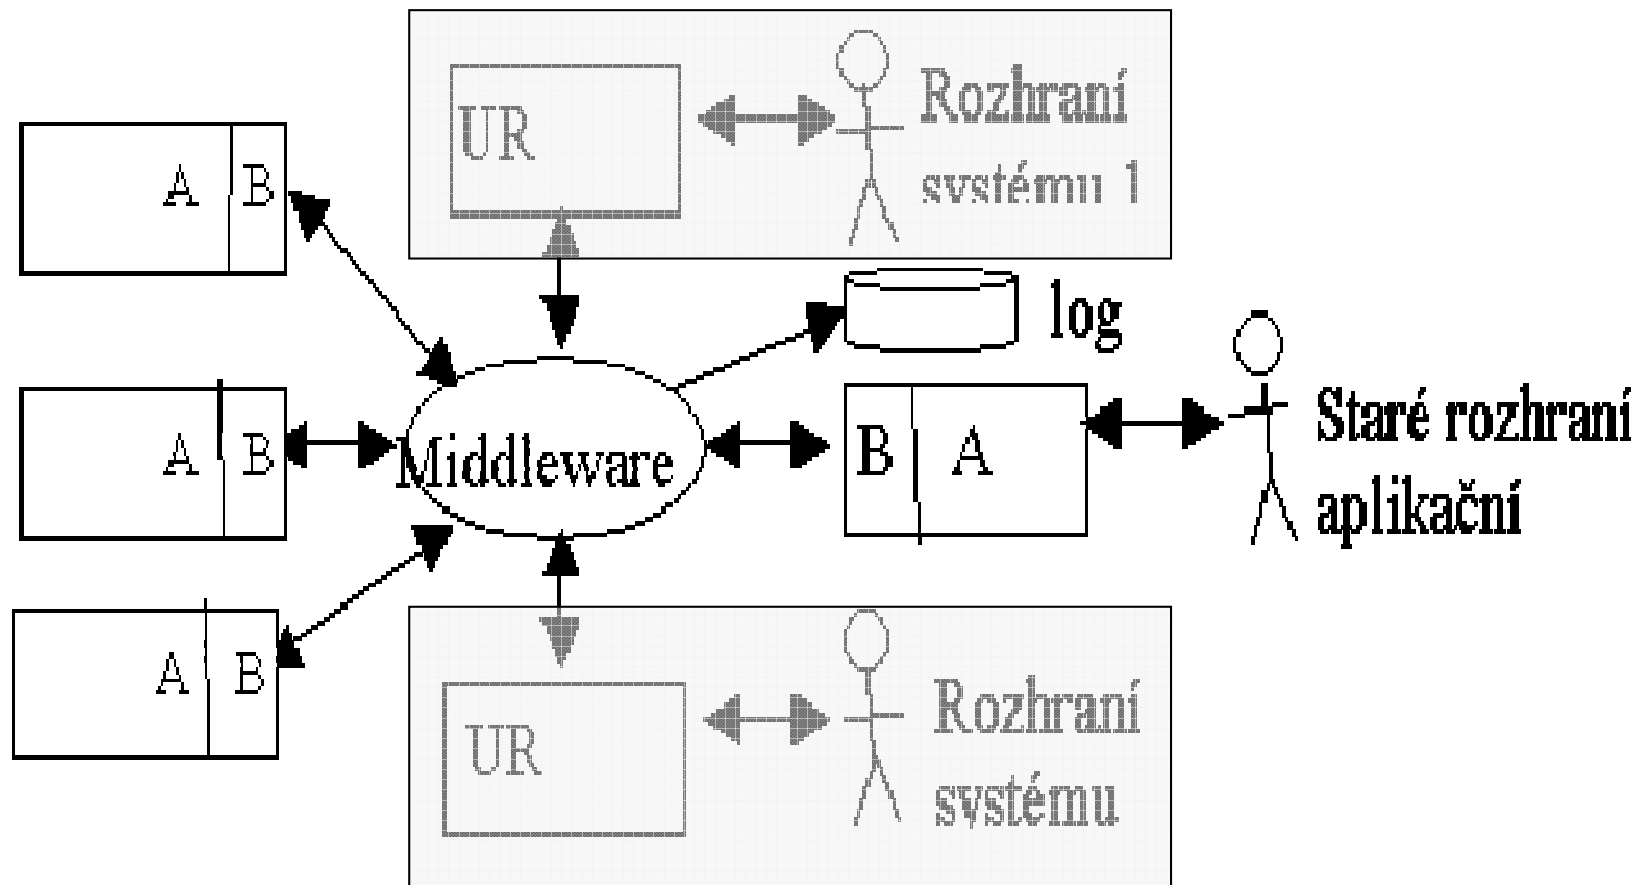 UR
Rozhraní
systému 1
A B
log
A B
Middleware
B A
Staré rozhraní
aplikační
A B
UR
Rozhraní
systému